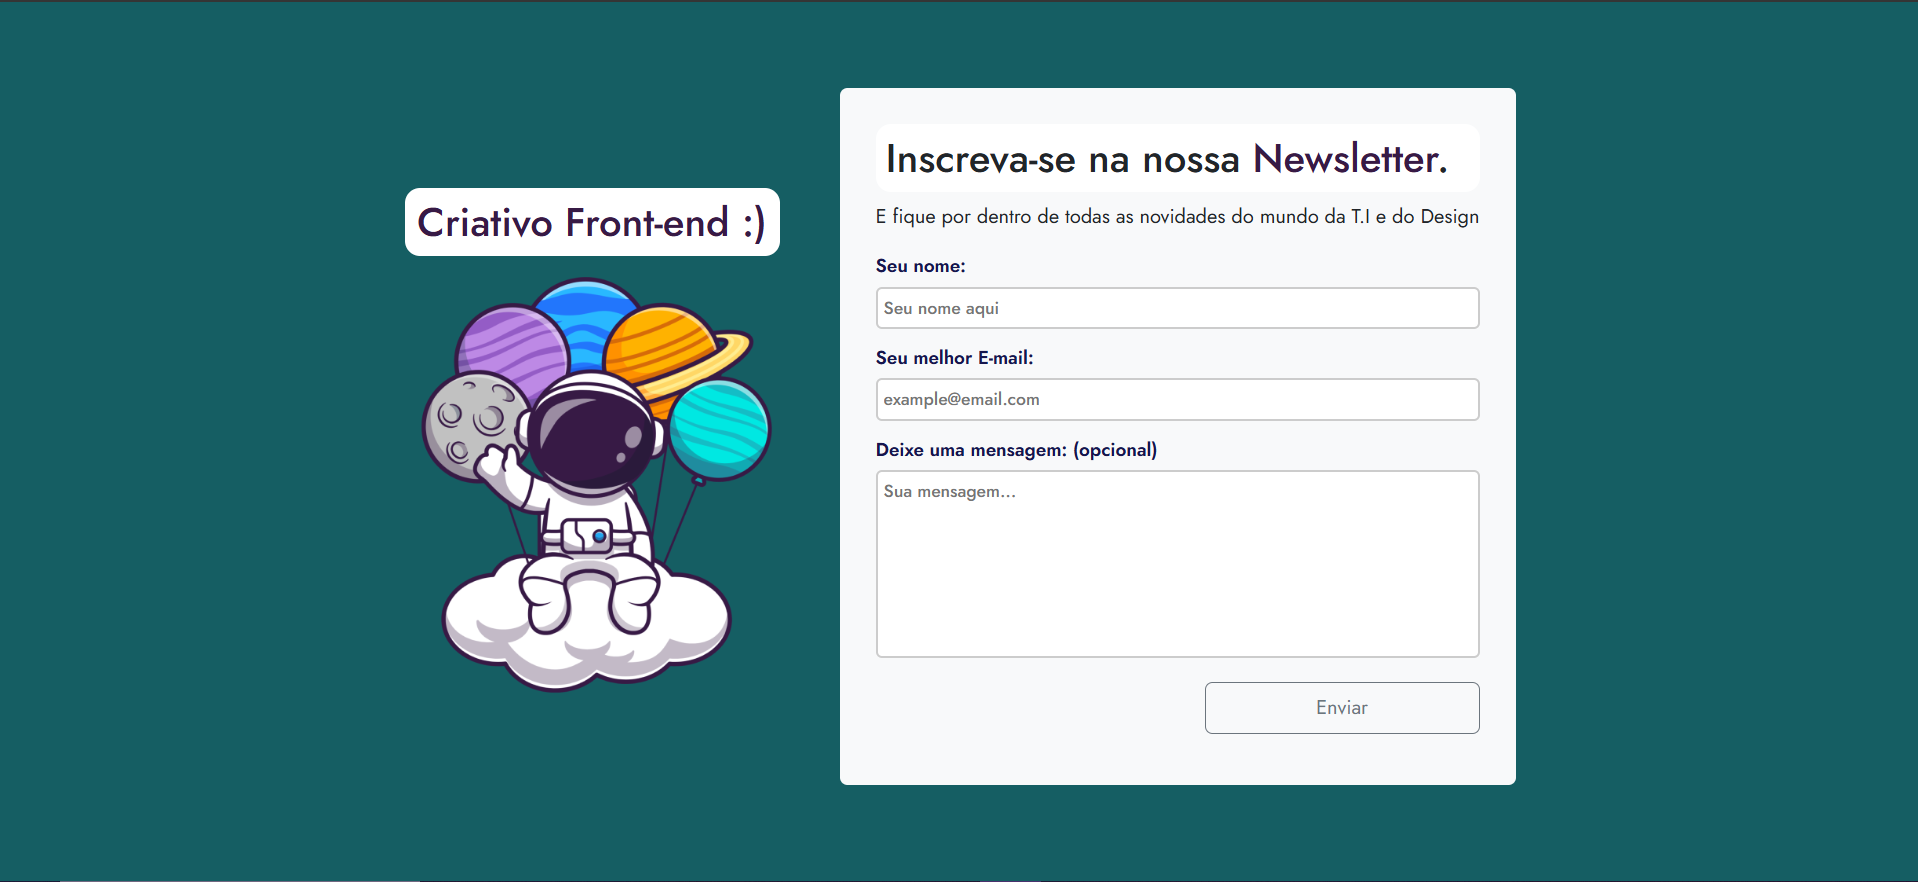 Criativo Front-end :)
Inscreva-se na nossa Newsletter.
E fique por dentro de todas as novidades do mundo da T.I e do Design
Seu nome:
Seu nome aqui
Seu melhor E-mail:
example@email.com
Deixe uma mensagem: (opcional)
Sua mensagem...
Enviar